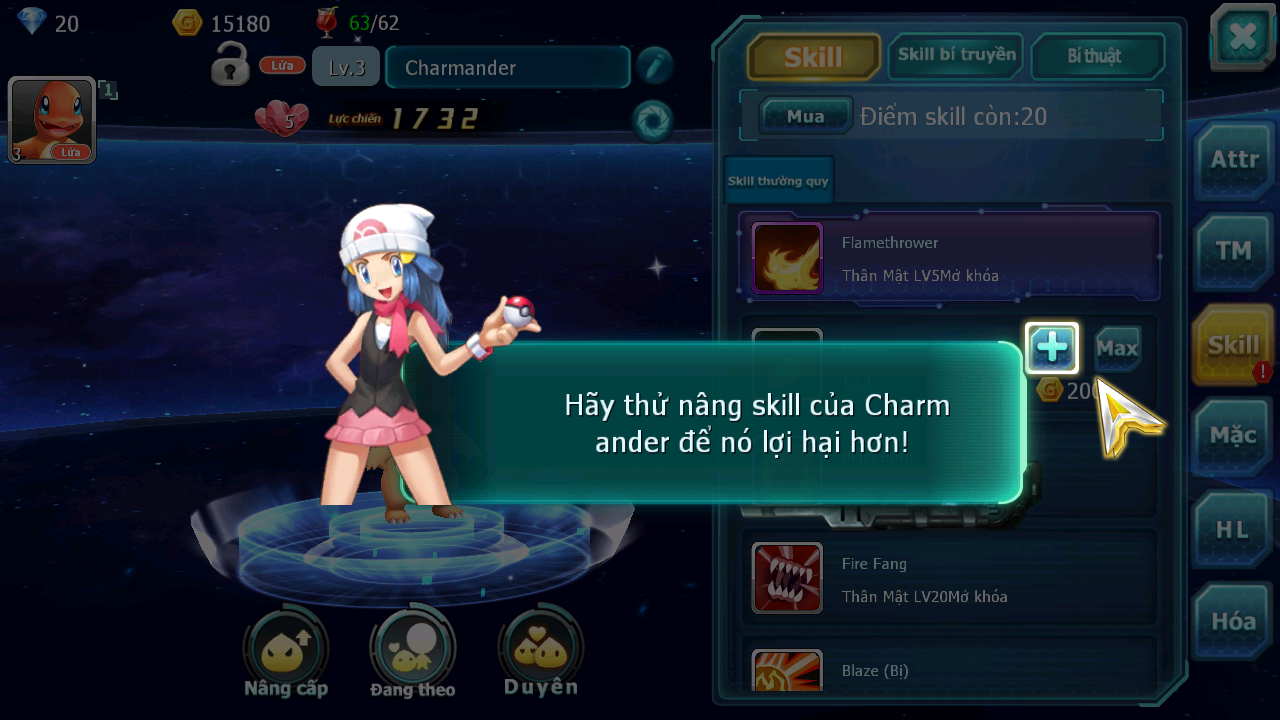 20
15180
63/62
Lửa
Lv.3
Charmander
1
3
Lửa
5
Lực chiến
1732
Skill
Skill bí truyền
Bí thuật
Mua
Điểm skill còn:20
Skill thường quy
Flamethrower
Thân Mật LV5Mở khóa
Max
200
Hãy thử nâng skill của Charm
ander để nó lợi hại hơn!
Fire Fang
Thân Mật LV20Mở khóa
Blaze (Bị)
Attr
TM
Skill
!
Mặc
HL
Hóa
Nâng cấp
Đang theo
Duyên